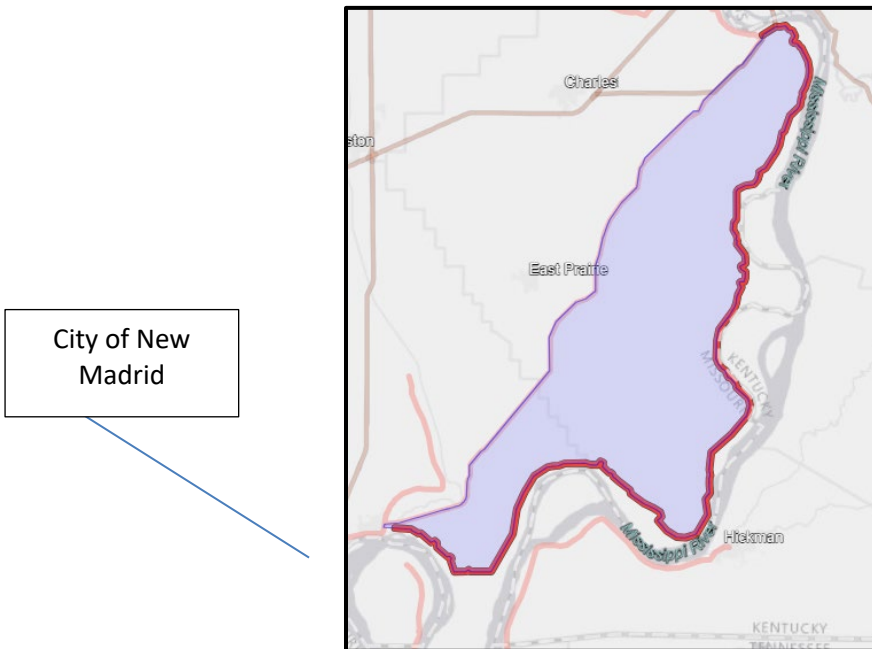 Charles
ston
Mississippi River
East Prairie
City of New
Madrid
KENTUCKY
MISSOURI
Mississippi River
Hickman
KENTUCKY
TENNESSEE